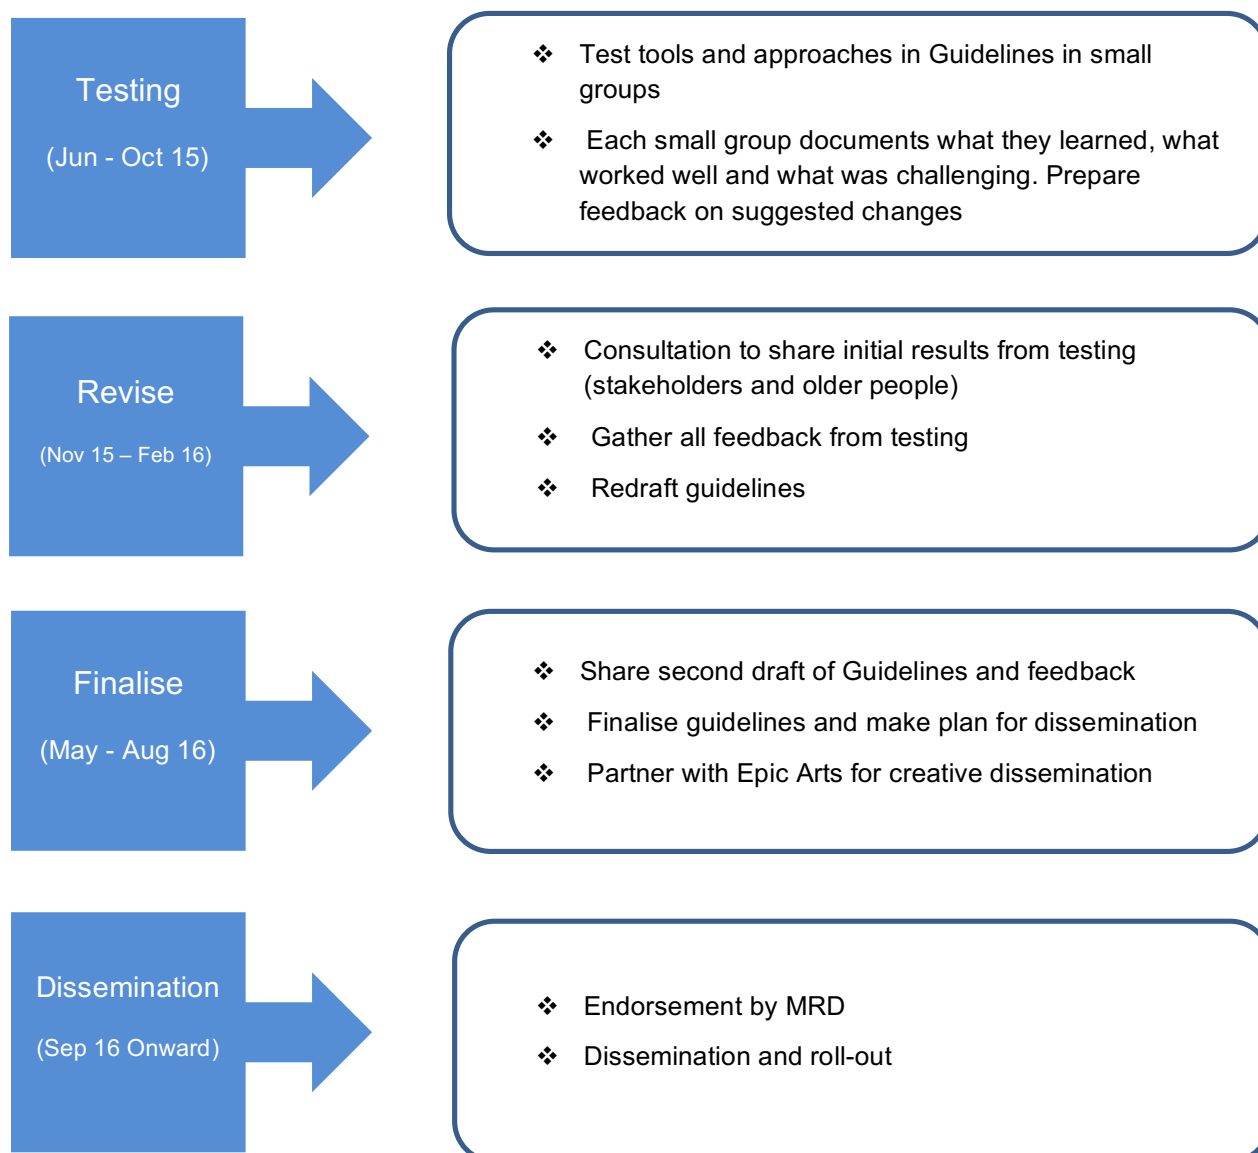 Testing
(Jun - Oct 15)
❖ Test tools and approaches in Guidelines in small
groups
❖ Each small group documents what they learned, what
worked well and what was challenging. Prepare
feedback on suggested changes
Revise
(Nov 15 – Feb 16)
❖ Consultation to share initial results from testing
(stakeholders and older people)
❖ Gather all feedback from testing
❖ Redraft guidelines
Finalise
(May - Aug 16)
❖ Share second draft of Guidelines and feedback
❖ Finalise guidelines and make plan for dissemination
❖ Partner with Epic Arts for creative dissemination
Dissemination
(Sep 16 Onward)
❖ Endorsement by MRD
❖ Dissemination and roll-out